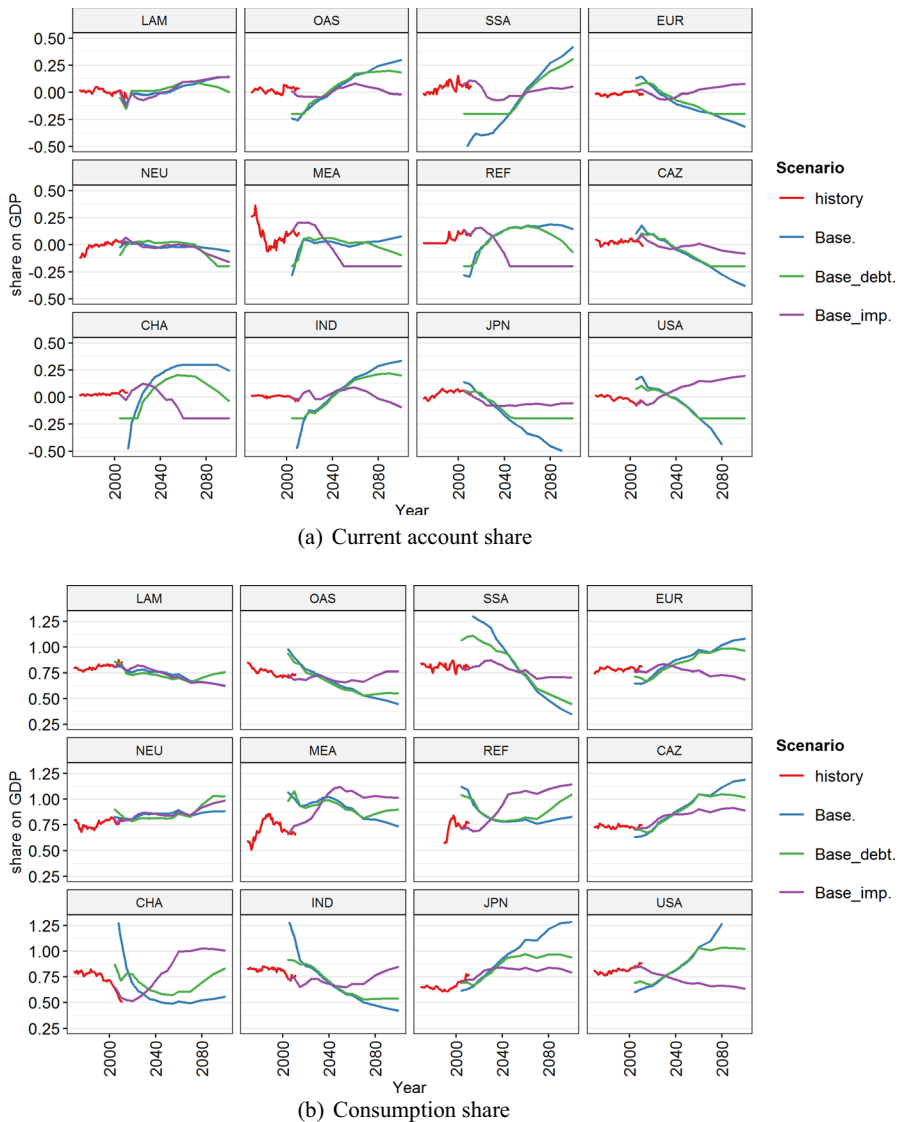 LAM OAS SSA EUR
0.50
0.25
0.00
-0.25
-0.50
NEU MEA REF CAZ
0.50
0.25
0.00
-0.25
-0.50
CHA IND JPN USA
0.50
0.25
0.00
-0.25
-0.50
share on GDP
2000 2040 2080 2000 2040 2080 2000 2040 2080 2000 2040 2080
Year
Scenario
history
Base.
Base_debt.
Base_imp.
(a) Current account share
LAM OAS SSA EUR
1.25
1.00
0.75
0.50
0.25
NEU MEA REF CAZ
1.25
1.00
0.75
0.50
0.25
CHA IND JPN USA
1.25
1.00
0.75
0.50
0.25
share on GDP
2000 2040 2080 2000 2040 2080 2000 2040 2080 2000 2040 2080
Year
Scenario
history
Base.
Base_debt.
Base_imp.
(b) Consumption share